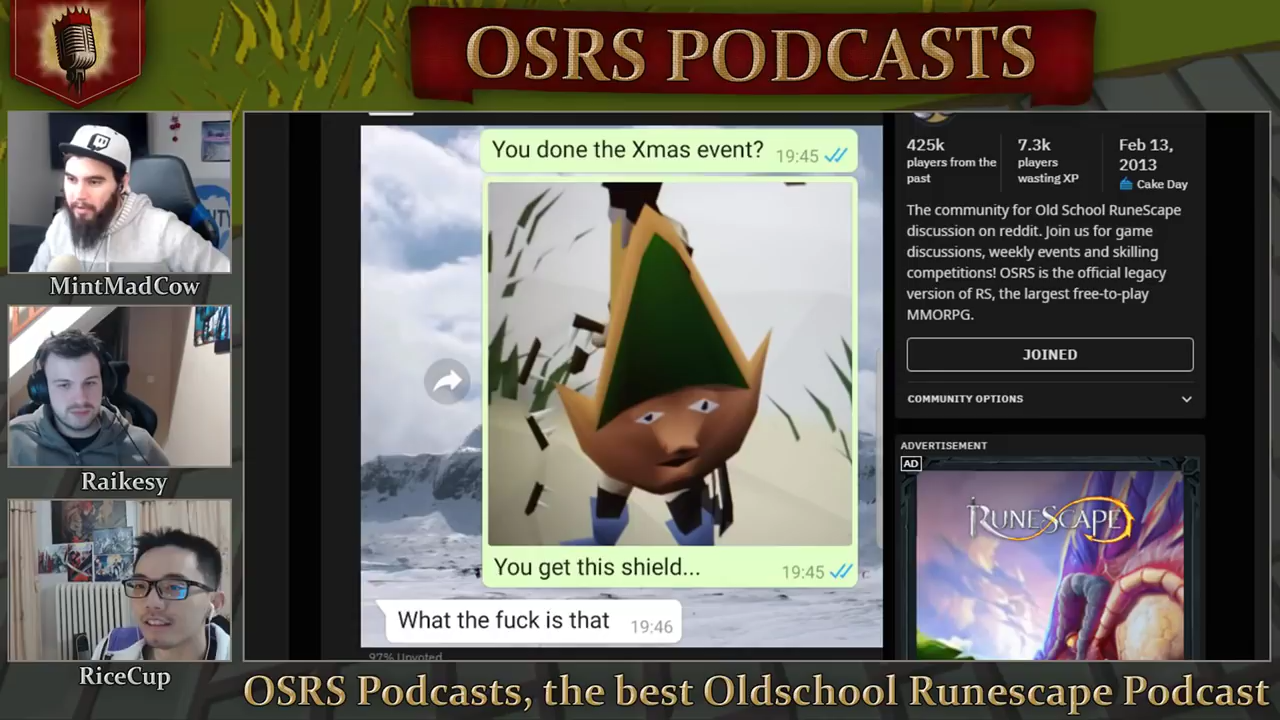 OSRS PODCASTS
MintMadCow
Raikesy
RiceCup
You done the Xmas event? 19:45
You get this shield... 19:45
What the fuck is that 19:46
97% Upvoted
425k
players from the
past
7.3k
players
wasting XP
Feb 13,
2013
Cake Day
The community for Old School RuneScape
discussion on reddit. Join us for game
discussions, weekly events and skilling
competitions! OSRS is the official legacy
version of RS, the largest free-to-play
MMORPG.
JOINED
COMMUNITY OPTIONS
ADVERTISEMENT
AD
RUNESCAPE
OSRS Podcasts, the best Oldschool Runescape Podcast